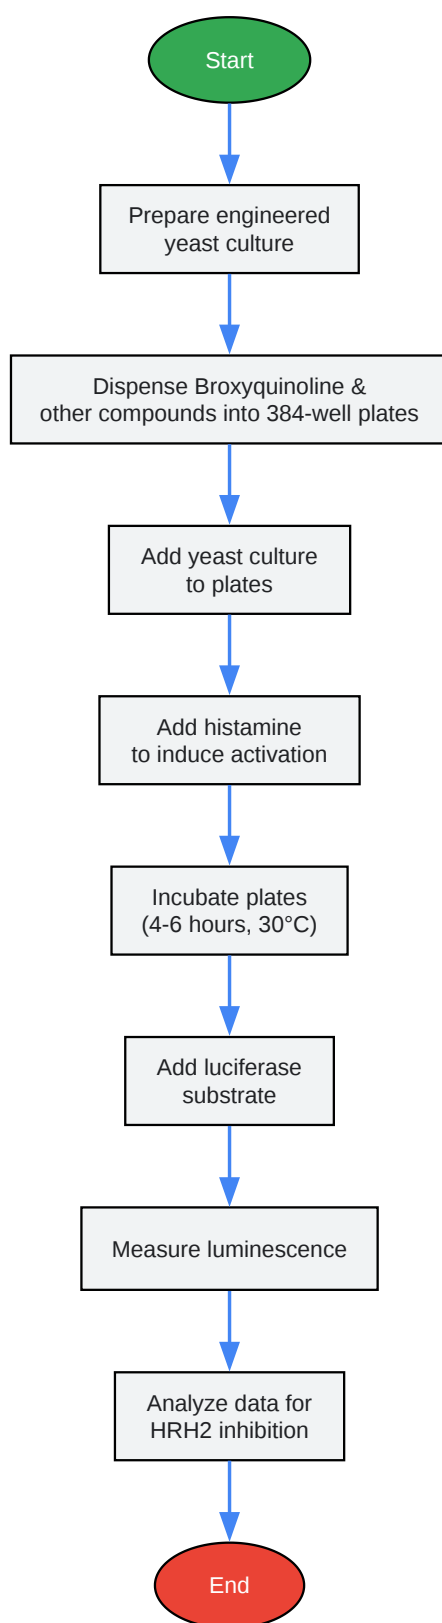 Start
Prepare engineered
yeast culture
Dispense Broxyquinoline &
other compounds into 384-well plates
Add yeast culture
to plates
Add histamine
to induce activation
Incubate plates
(4-6 hours, 30°C)
Add luciferase
substrate
Measure luminescence
Analyze data for
HRH2 inhibition
End